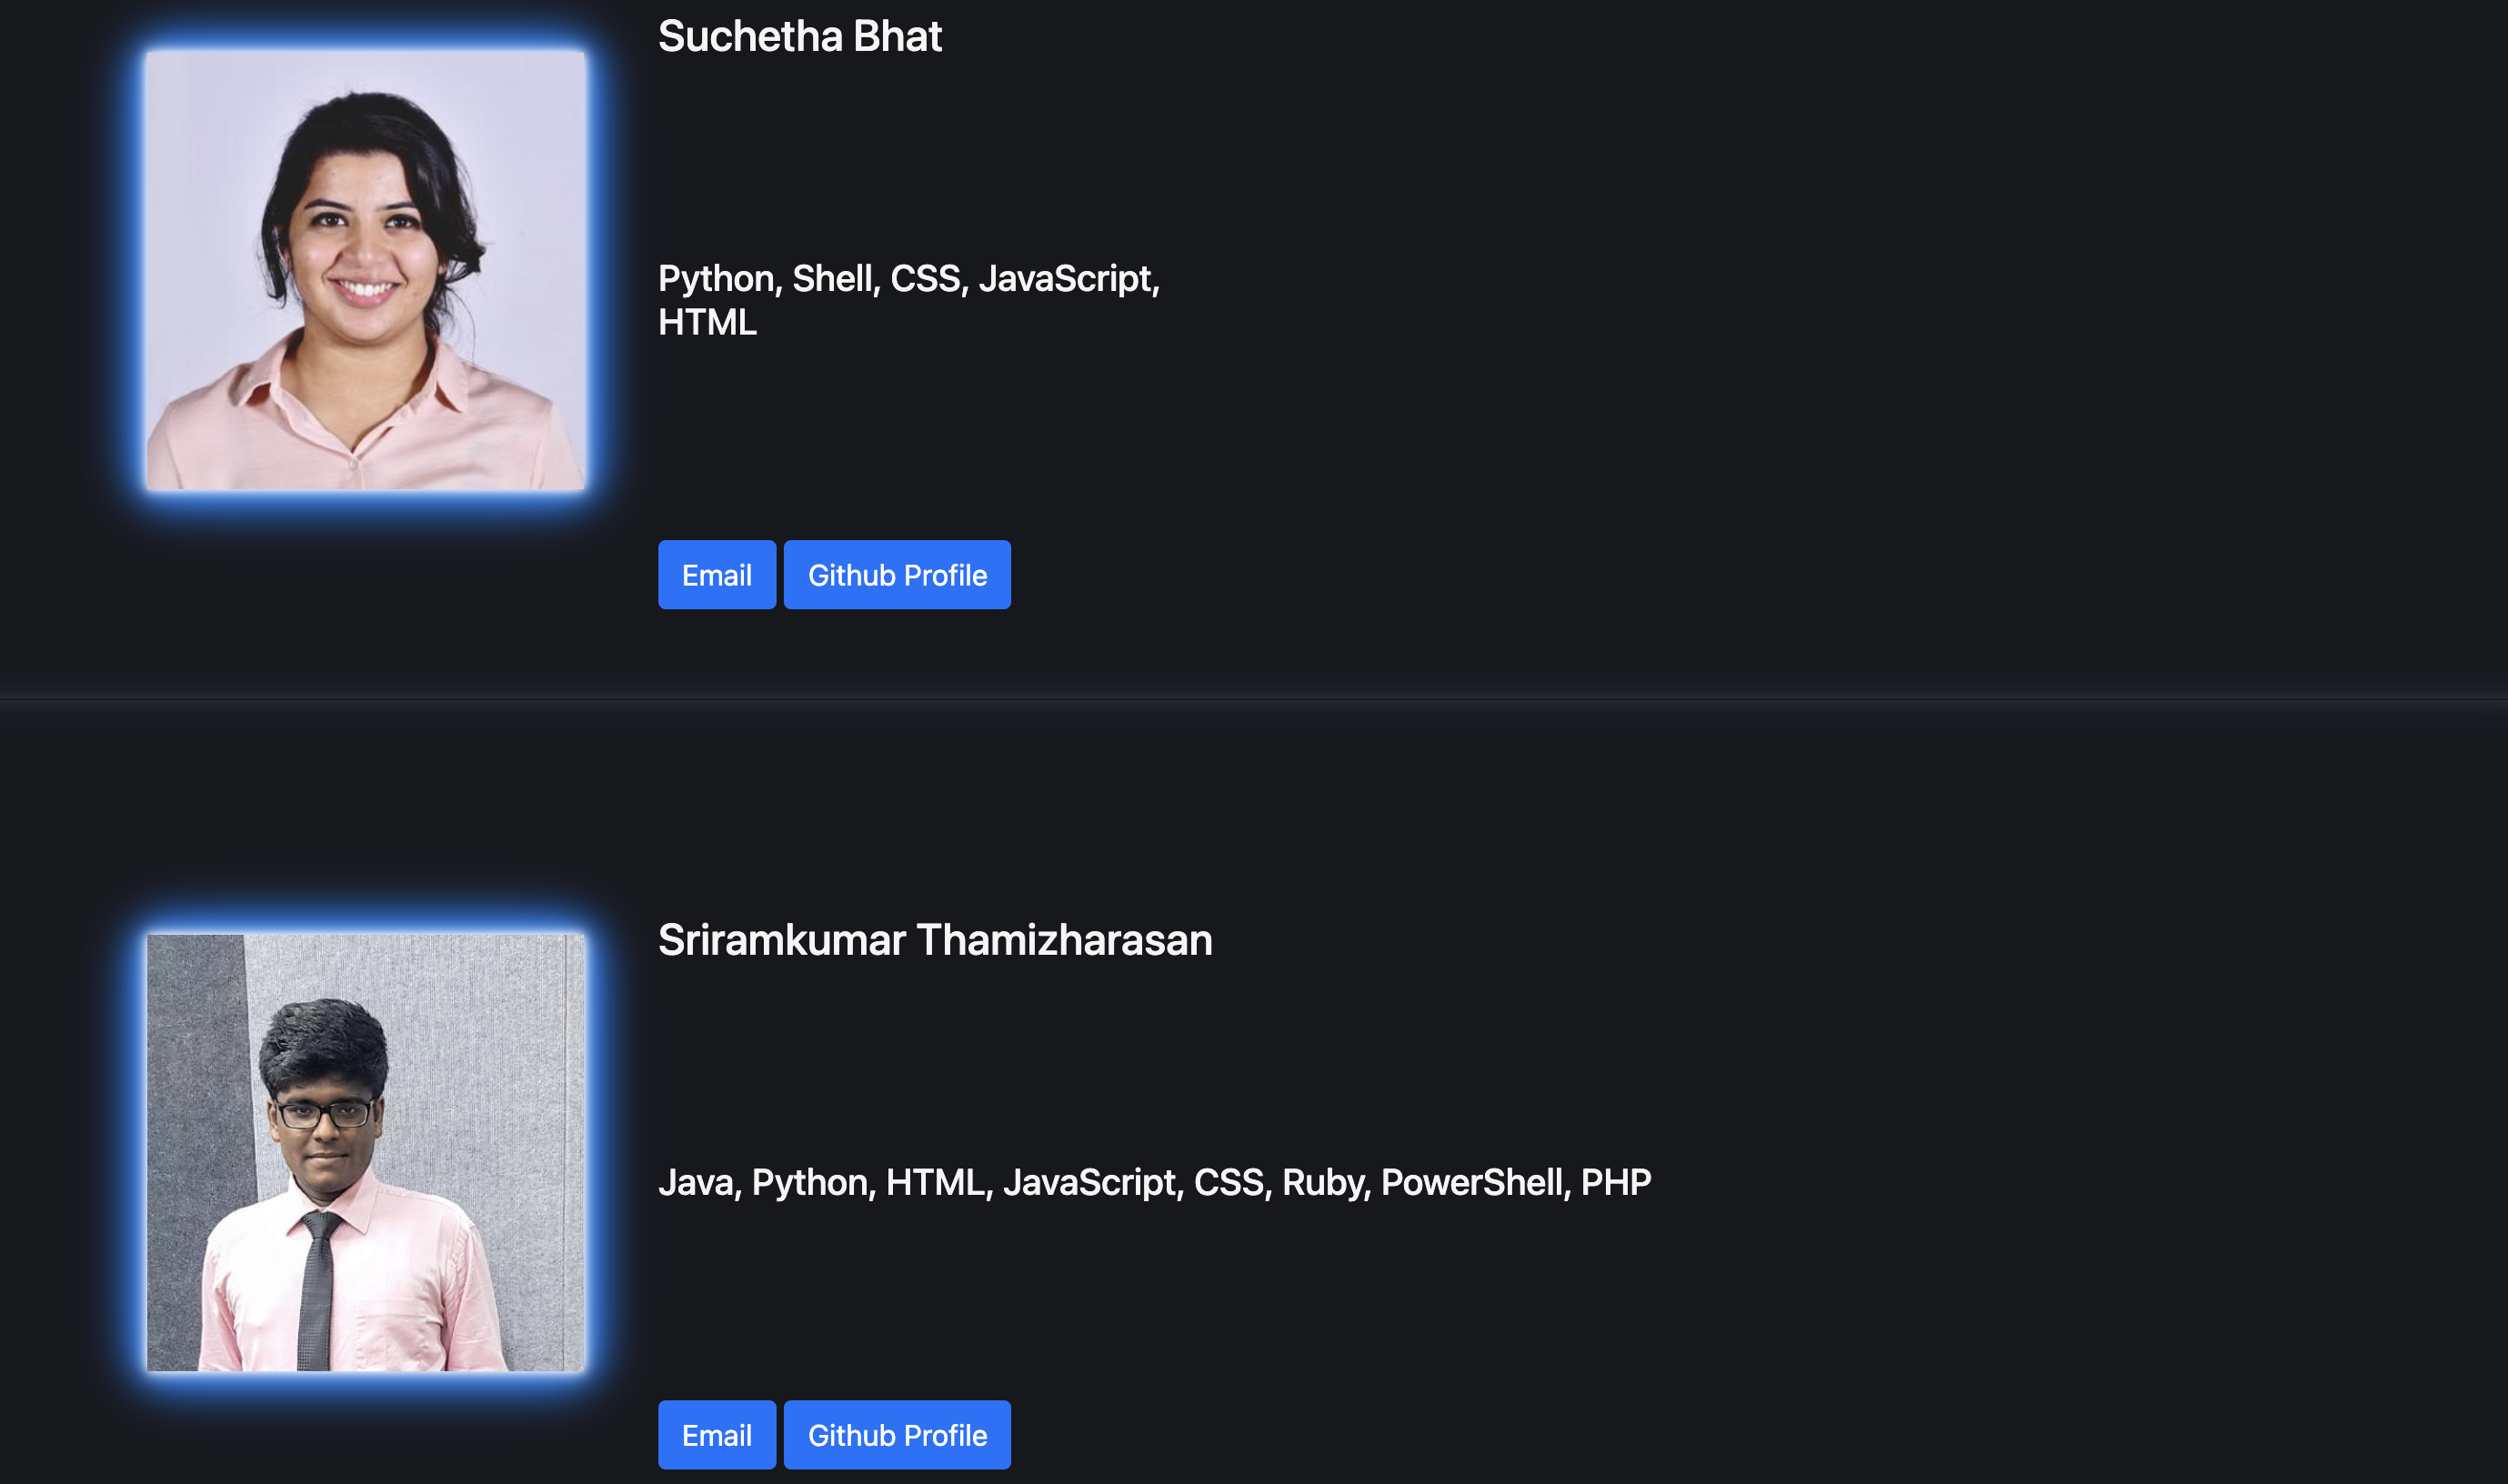 Suchetha Bhat
Python, Shell, CSS, JavaScript,
HTML
Email Github Profile
Sriramkumar Thamizharasan
Java, Python, HTML, JavaScript, CSS, Ruby, PowerShell, PHP
Email Github Profile